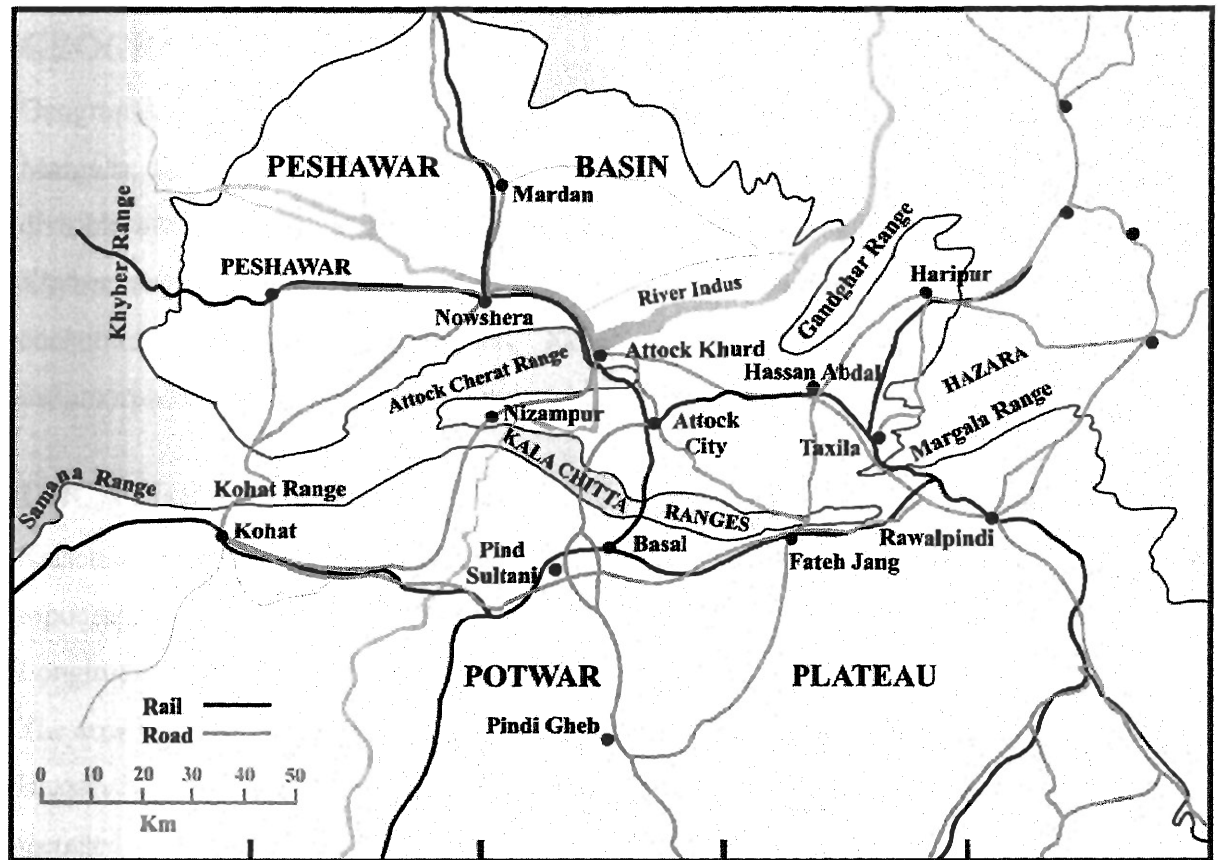 PESHAWAR BASIN
Mardan
Khyber Range
PESHAWAR
Nowshera
River Indus
Gandghar Range
Haripur
Attock Cherat Range
Attock Khurd
Hassan Abdal
HAZARA
Margala Range
Nizampur
Attock
City
Taxila
KALA CHITTA
RANGES
Samana Range
Kohat Range
Kohat
Pind
Sultani
Basal
Fateh Jang
Rawalpindi
POTWAR PLATEAU
Pindi Gheb
Rail
Road
0 10 20 30 40 50
Km